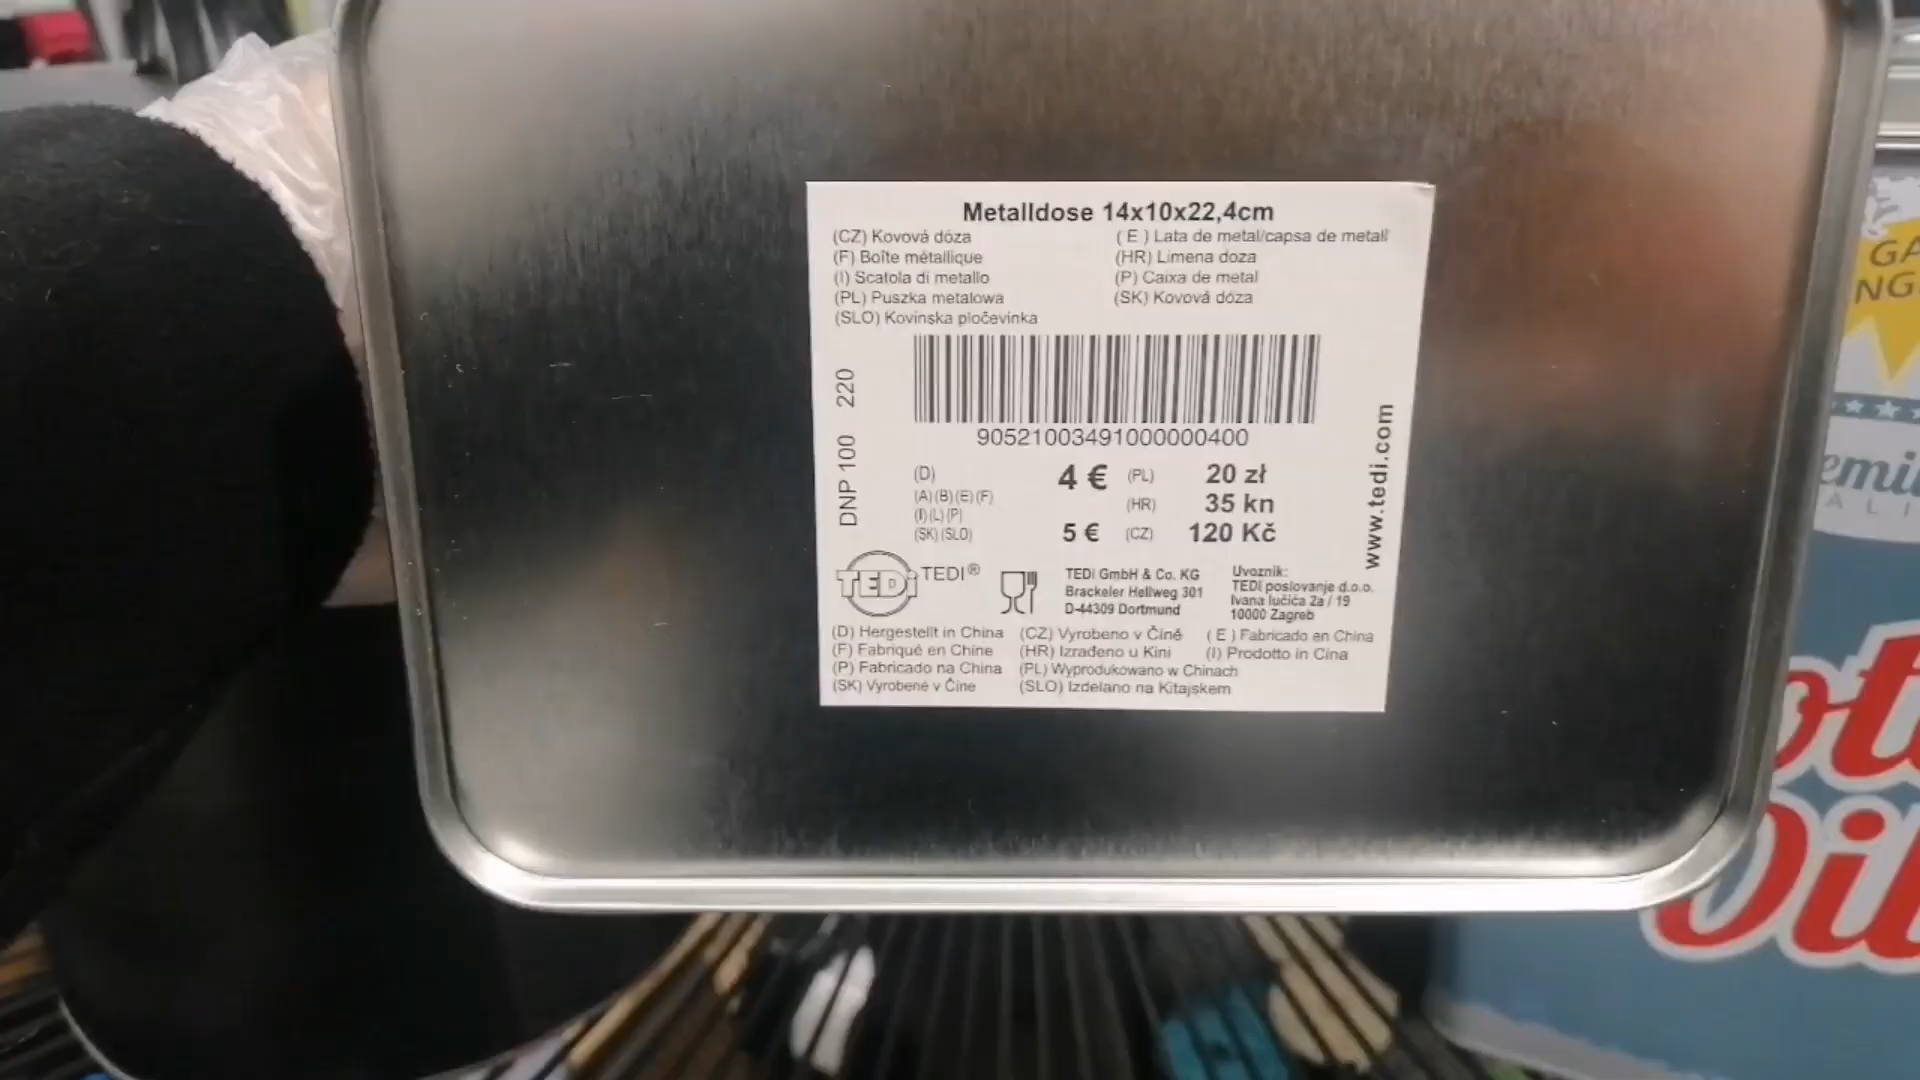 Metalldose 14x10x22,4cm
(CZ) Kovová dóza
(F) Boîte métallique
(I) Scatola di metallo
(PL) Puszka metalowa
(SLO) Kovinska pločevinka
(E) Lata de metal/capsa de metall
(HR) Limena doza
(P) Caixa de metal
(SK) Kovová dóza
DNP 100 220
90521003491000000400
(D) 4 €
(A)(B)(E)(F)
(I)(L)(P)
(SK)(SLO) 5 €
(PL) 20 zł
(HR) 35 kn
(CZ) 120 Kč
www.tedi.com
TEDi TEDI®
TEDI GmbH & Co. KG
Brackeler Hellweg 301
D-44309 Dortmund
Uvoznik:
TEDI poslovanje d.o.o.
Ivana lučića 2a / 19
10000 Zagreb
(D) Hergestellt in China (CZ) Vyrobeno v Číně (E) Fabricado en China
(F) Fabriqué en Chine (HR) Izrađeno u Kini (I) Prodotto in Cina
(P) Fabricado na China (PL) Wyprodukowano w Chinach
(SK) Vyrobené v Číne (SLO) Izdelano na Kitajskem